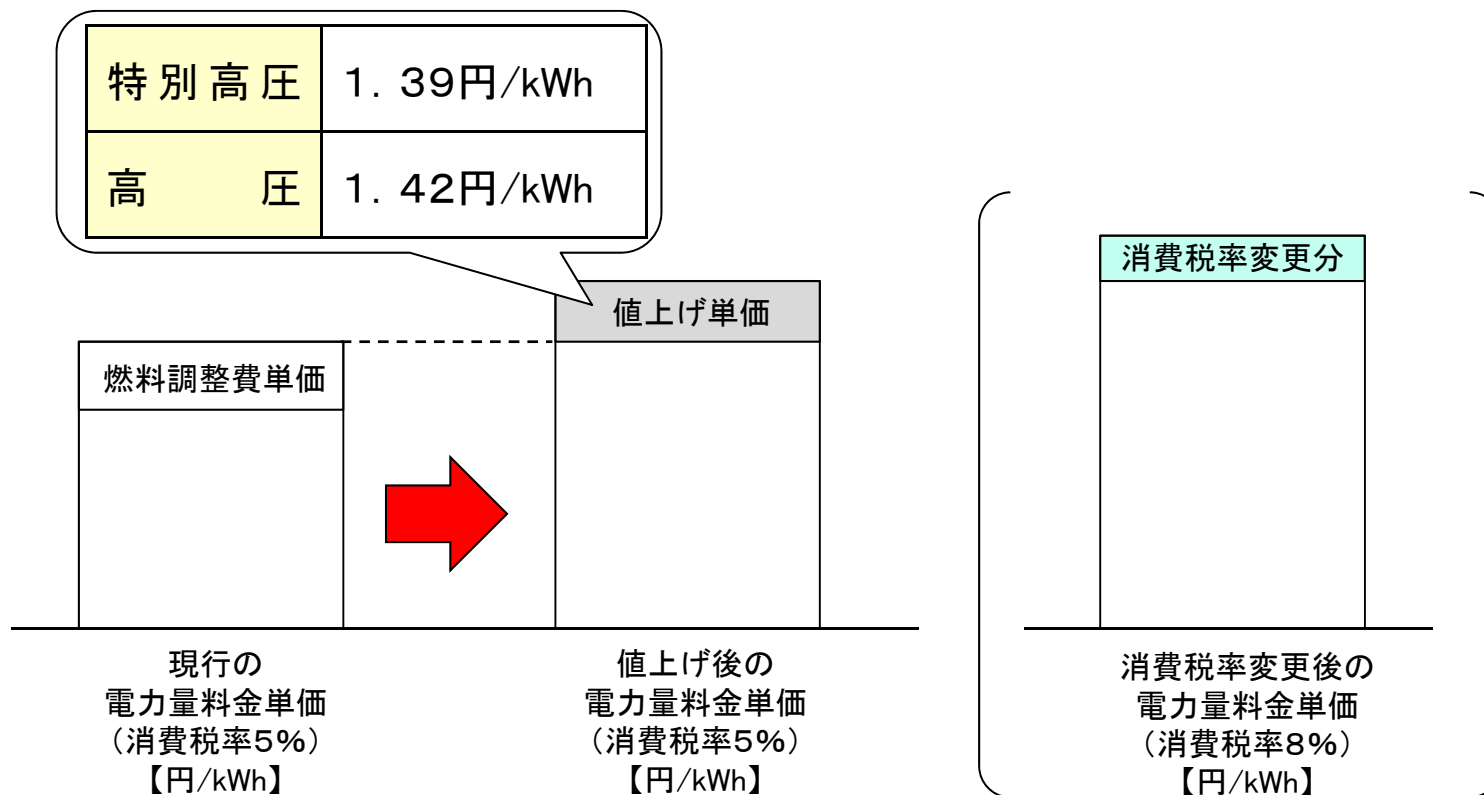 特別高圧 1.39円/kWh
高圧 1.42円/kWh
消費税率変更分
値上げ単価
燃料調整費単価
現行の
電力量料金単価
(消費税率5%)
【円/kWh】
値上げ後の
電力量料金単価
(消費税率5%)
【円/kWh】
消費税率変更後の
電力量料金単価
(消費税率8%)
【円/kWh】